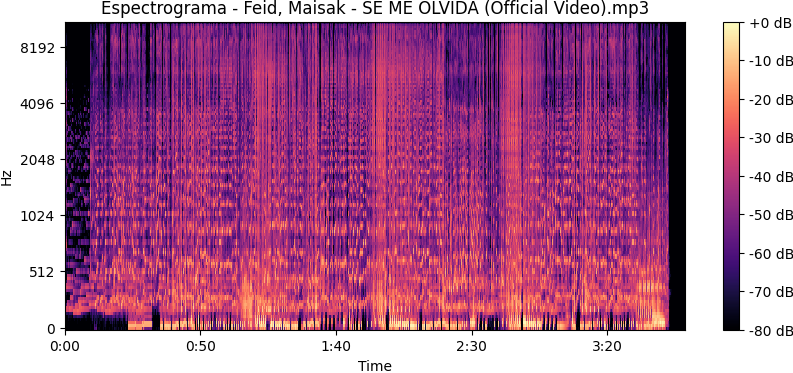 Espectrograma - Feid, Maisak - SE ME OLVIDA (Official Video).mp3
8192
4096
2048
1024
512
0
Hz
0:00
0:50
1:40
2:30
3:20
Time
+0 dB
-10 dB
-20 dB
-30 dB
-40 dB
-50 dB
-60 dB
-70 dB
-80 dB